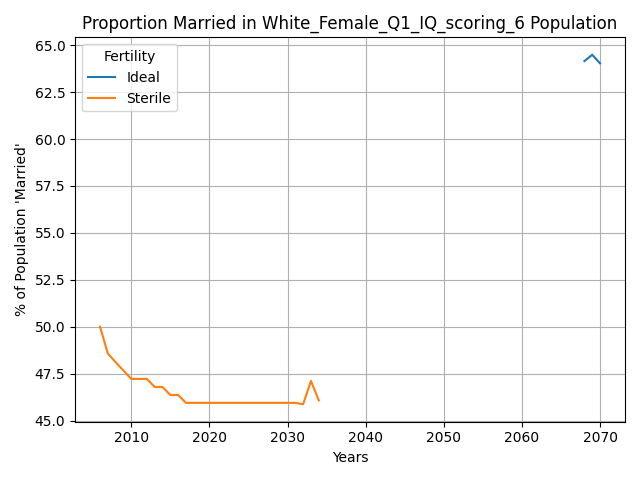 Proportion Married in White_Female_Q1_IQ_scoring_6 Population
65.0
62.5
60.0
57.5
55.0
52.5
50.0
47.5
45.0
% of Population 'Married'
Fertility
Ideal
Sterile
2010 2020 2030 2040 2050 2060 2070
Years